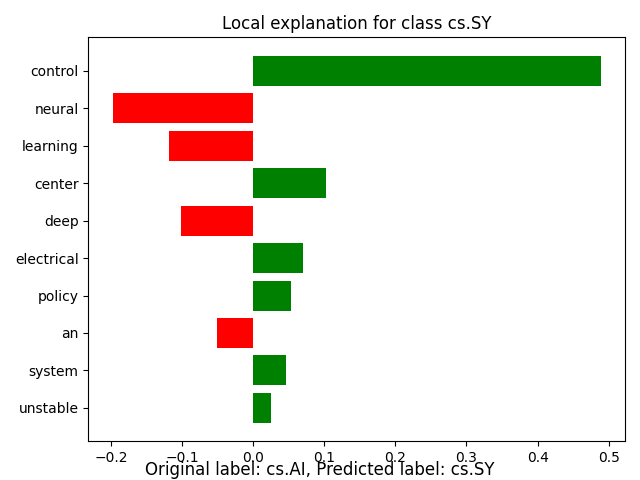 Local explanation for class cs.SY
control
neural
learning
center
deep
electrical
policy
an
system
unstable
−0.2 −0.1 0.0 0.1 0.2 0.3 0.4 0.5
Original label: cs.AI, Predicted label: cs.SY